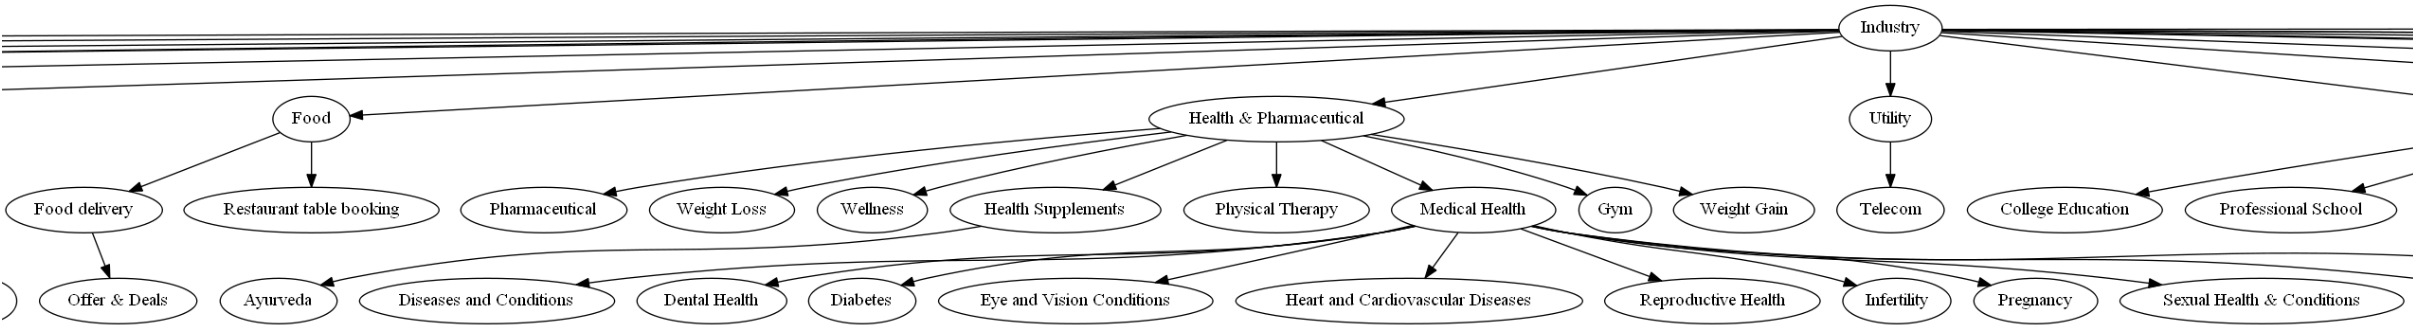 Industry
Food
Health & Pharmaceutical
Utility
Food delivery
Restaurant table booking
Pharmaceutical
Weight Loss
Wellness
Health Supplements
Physical Therapy
Medical Health
Gym
Weight Gain
Telecom
College Education
Professional School
Offer & Deals
Ayurveda
Diseases and Conditions
Dental Health
Diabetes
Eye and Vision Conditions
Heart and Cardiovascular Diseases
Reproductive Health
Infertility
Pregnancy
Sexual Health & Conditions